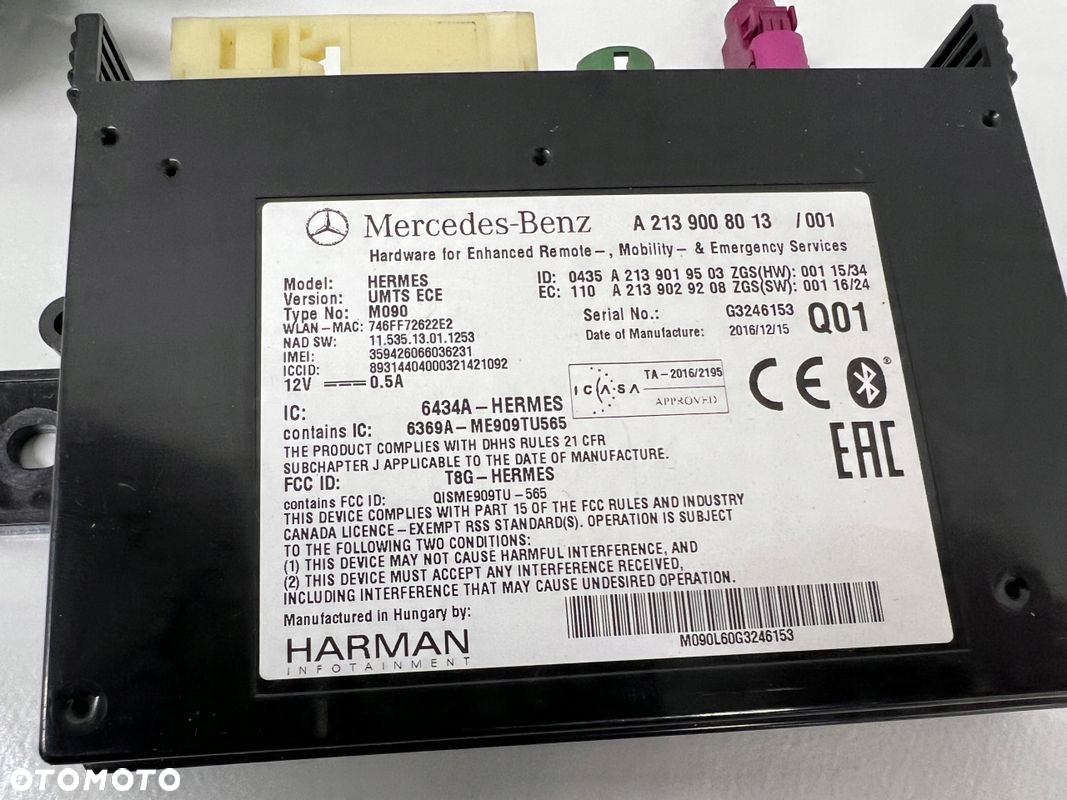 Mercedes-Benz A 213 900 80 13 /001
Hardware for Enhanced Remote-, Mobility- & Emergency Services
Model: HERMES ID: 0435 A 213 901 95 03 ZGS(HW): 001 15/34
Version: UMTS ECE EC: 110 A 213 902 92 08 ZGS(SW): 001 16/24
Type No: M090 Serial No.: G3246153
WLAN-MAC: 746FF72622E2 Date of Manufacture: 2016/12/15 Q01
NAD SW: 11.535.13.01.1253
IMEI: 359426066036231
ICCID: 89314404000321421092
12V 0.5A
ICASA TA-2016/2195
APPROVED
CE
EAC
IC: 6434A-HERMES
contains IC: 6369A-ME909TU565
THE PRODUCT COMPLIES WITH DHHS RULES 21 CFR
SUBCHAPTER J APPLICABLE TO THE DATE OF MANUFACTURE.
FCC ID: T8G-HERMES
contains FCC ID: QISME909TU-565
THIS DEVICE COMPLIES WITH PART 15 OF THE FCC RULES AND INDUSTRY
CANADA LICENCE-EXEMPT RSS STANDARD(S). OPERATION IS SUBJECT
TO THE FOLLOWING TWO CONDITIONS:
(1) THIS DEVICE MAY NOT CAUSE HARMFUL INTERFERENCE, AND
(2) THIS DEVICE MUST ACCEPT ANY INTERFERENCE RECEIVED,
INCLUDING INTERFERENCE THAT MAY CAUSE UNDESIRED OPERATION.
Manufactured in Hungary by:
HARMAN
INFOTAINMENT
M090L60G3246153
OTOMOTO